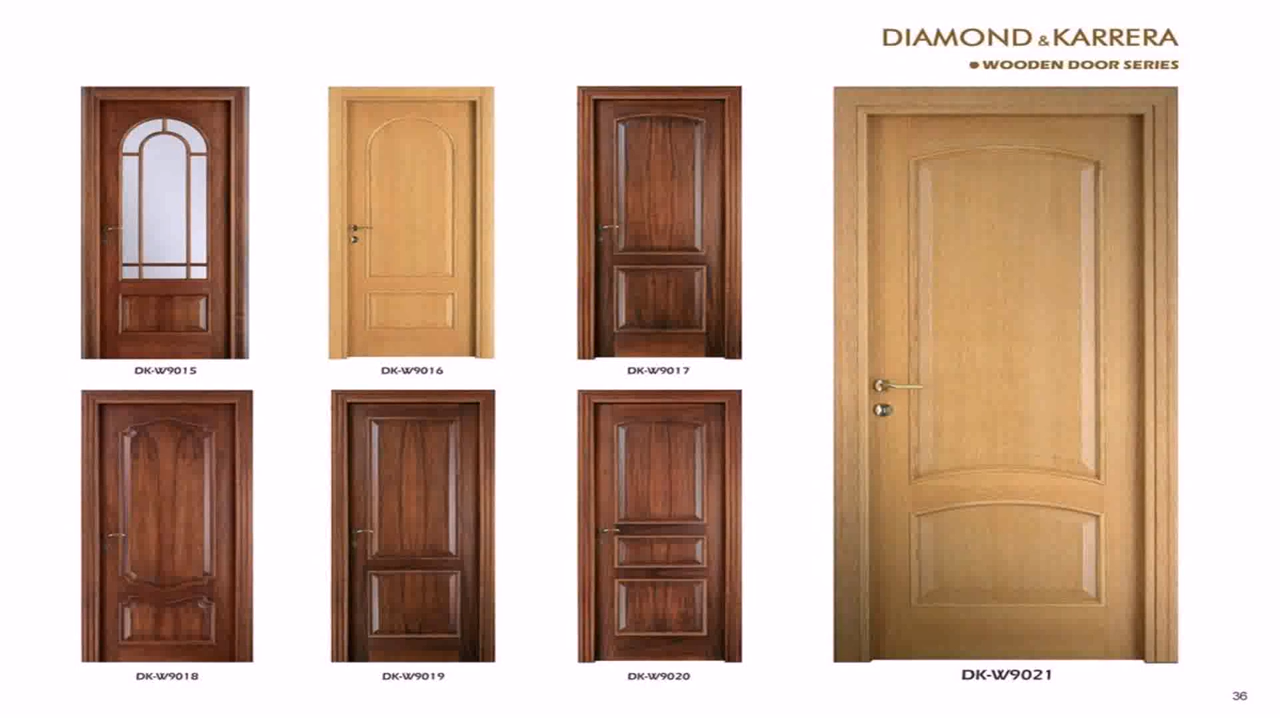 DIAMOND & KARRERA
● WOODEN DOOR SERIES
DK-W9015
DK-W9016
DK-W9017
DK-W9018
DK-W9019
DK-W9020
DK-W9021
36